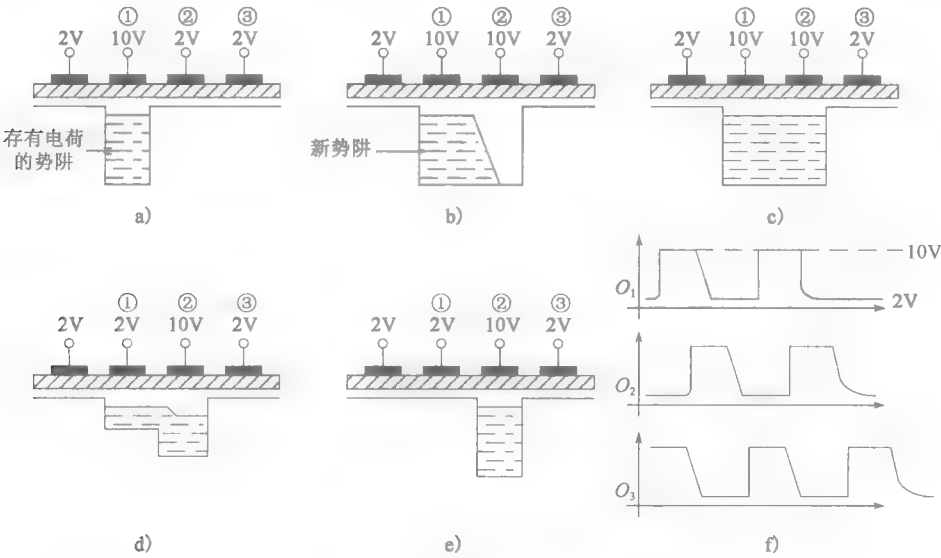 ① ② ③
2V 10V 2V 2V
存有电荷
的势阱
a)
① ② ③
2V 10V 10V 2V
新势阱
b)
① ② ③
2V 10V 10V 2V
c)
① ② ③
2V 2V 10V 2V
d)
① ② ③
2V 2V 10V 2V
e)
10V
O1
2V
O2
O3
f)